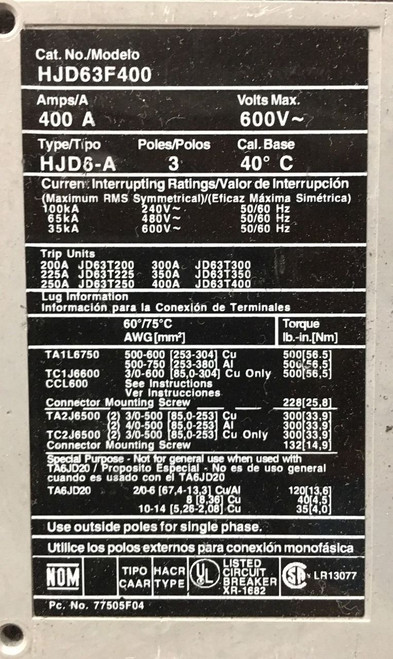 Cat. No./Modelo
HJD63F400
Amps/A Volts Max.
400 A 600V~
Type/Tipo Poles/Polos Cal. Base
HJD6-A 3 40° C
Current Interrupting Ratings/Valor de Interrupción
(Maximum RMS Symmetrical)/(Eficaz Máxima Simétrica)
100kA 240V~ 50/60 Hz
65kA 480V~ 50/60 Hz
35kA 600V~ 50/60 Hz
Trip Units
200A JD63T200 300A JD63T300
225A JD63T225 350A JD63T350
250A JD63T250 400A JD63T400
Lug Information
Información para la Conexión de Terminales
60°/75°C Torque
AWG[mm²] lb.-in.[Nm]
TA1L6750 500-600 [253-304] Cu 500[56,5]
500-750 [253-380] Al 500[56,5]
TC1J6600 3/0-600 [85,0-304] Cu Only 500[56,5]
CCL600 See Instructions
Ver Instrucciones
Connector Mounting Screw 228[25,8]
TA2J6500 (2) 3/0-500 [85,0-253] Cu 300[33,9]
(2) 4/0-500 [85,0-253] Al 300[33,9]
TC2J6500 (2) 3/0-500 [85,0-253] Cu Only 300[33,9]
Connector Mounting Screw 132[14,9]
Special Purpose - Not for general use when used with
TA6JD20 / Proposito Especial - No es de uso general
cuando es usado con el TA6JD20
TA6JD20 2/0-6 [67,4-13,3] Cu/Al 120[13,6]
8 [8,36] Cu 40[4,5]
10-14 [5,26-2,08] Cu 35[4,0]
Use outside poles for single phase.
Utilice los polos externos para conexión monofásica
NOM TIPO CAAR HACR TYPE UL LISTED CIRCUIT BREAKER XR-1682 SA LR13077
Pc. No. 77505F04